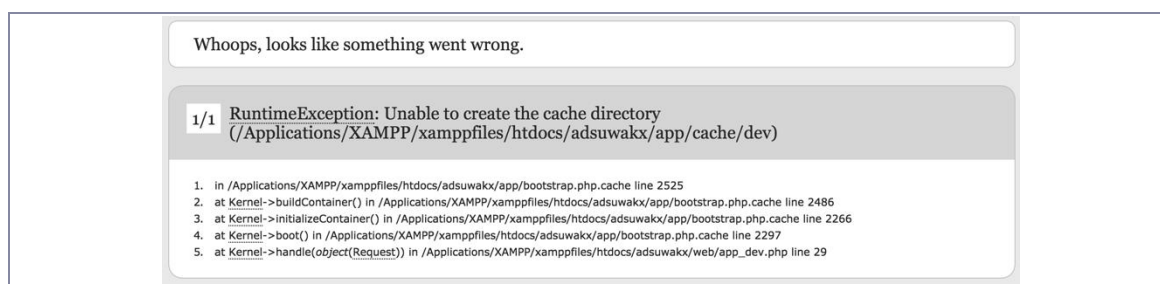 Whoops, looks like something went wrong.
1/1 RuntimeException: Unable to create the cache directory
(/Applications/XAMPP/xamppfiles/htdocs/adsuwakx/app/cache/dev)
1. in /Applications/XAMPP/xamppfiles/htdocs/adsuwakx/app/bootstrap.php.cache line 2525
2. at Kernel->buildContainer() in /Applications/XAMPP/xamppfiles/htdocs/adsuwakx/app/bootstrap.php.cache line 2486
3. at Kernel->initializeContainer() in /Applications/XAMPP/xamppfiles/htdocs/adsuwakx/app/bootstrap.php.cache line 2266
4. at Kernel->boot() in /Applications/XAMPP/xamppfiles/htdocs/adsuwakx/app/bootstrap.php.cache line 2297
5. at Kernel->handle(object(Request)) in /Applications/XAMPP/xamppfiles/htdocs/adsuwakx/web/app_dev.php line 29